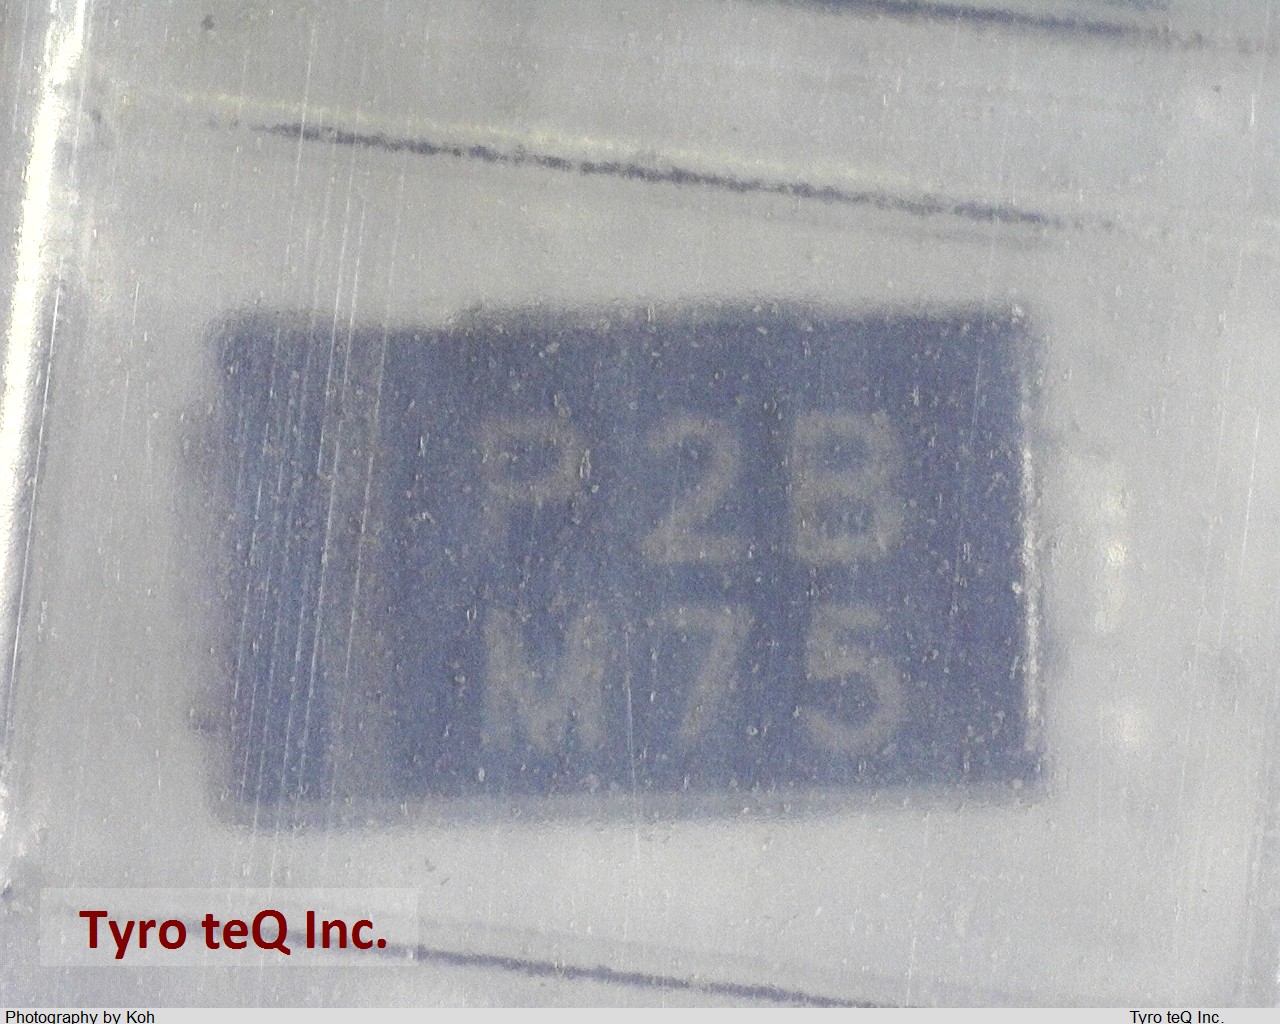 P2B
M75
Tyro teQ Inc.
Photography by Koh
Tyro teQ Inc.